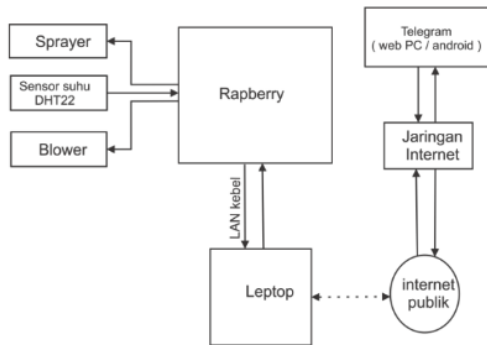 Sprayer
Sensor suhu
DHT22
Blower
Rapberry
LAN kebel
Leptop
Telegram
( web PC / android )
Jaringan
Internet
internet
publik